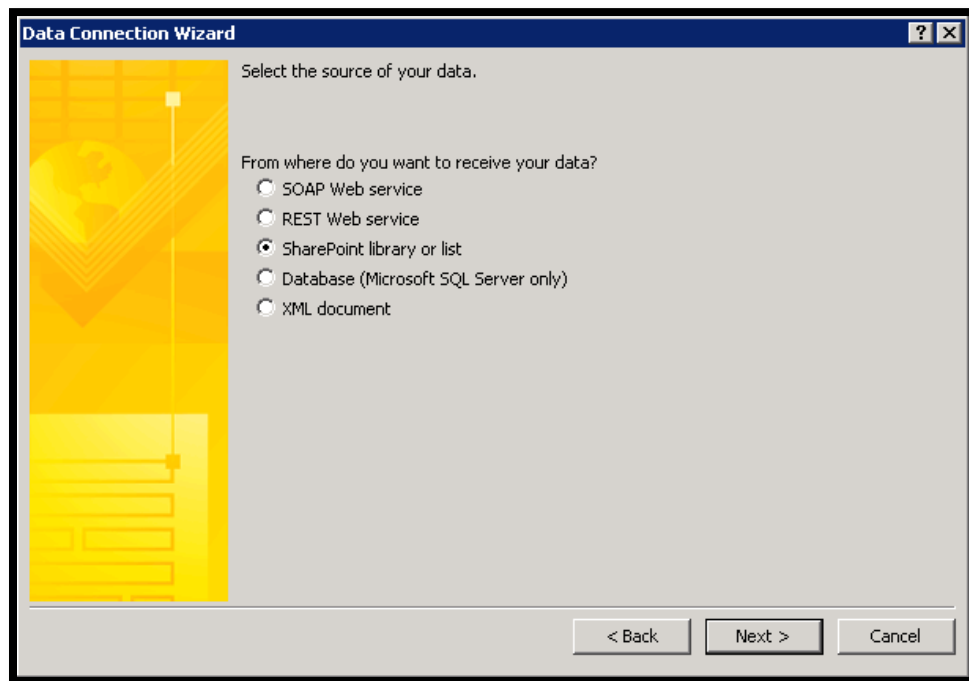 Data Connection Wizard
Select the source of your data.
From where do you want to receive your data?
SOAP Web service
REST Web service
SharePoint library or list
Database (Microsoft SQL Server only)
XML document
< Back Next > Cancel